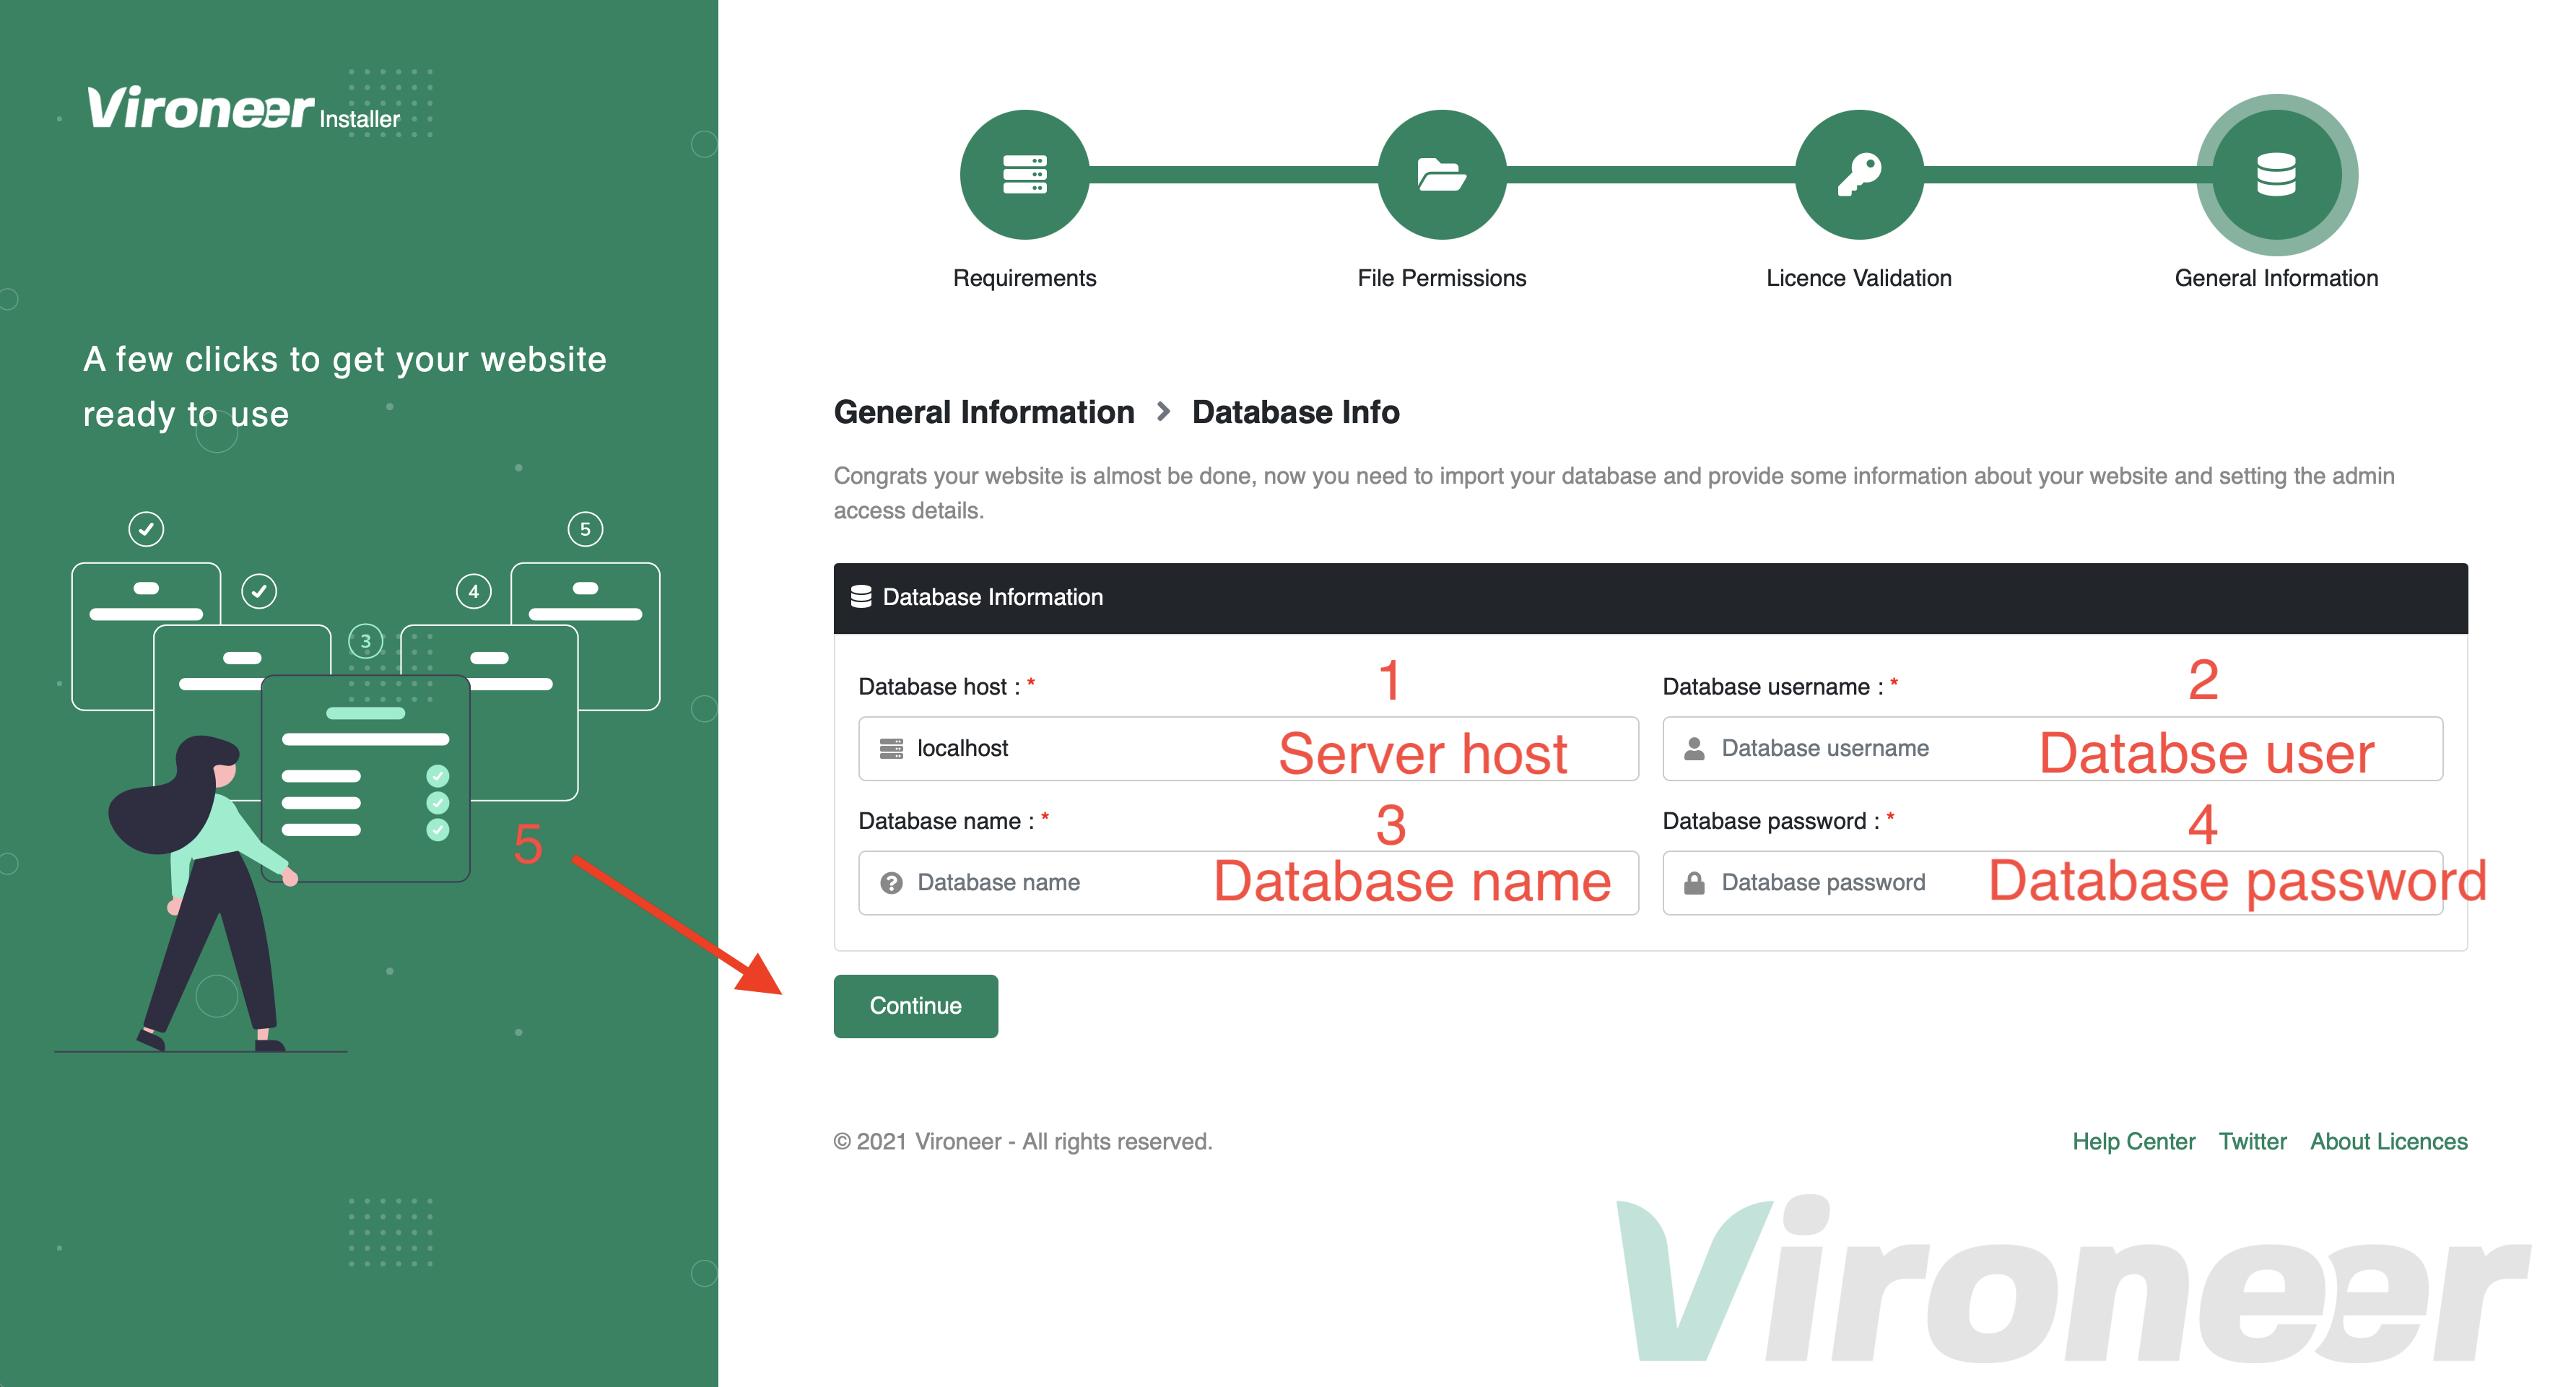 Vironeer Installer
A few clicks to get your website
ready to use
5
4
3
5
Requirements
File Permissions
Licence Validation
General Information
General Information > Database Info
Congrats your website is almost be done, now you need to import your database and provide some information about your website and setting the admin
access details.
Database Information
Database host : * 1
localhost Server host
Database username : * 2
Database username Databse user
Database name : * 3
Database name Database name
Database password : * 4
Database password Database password
Continue
© 2021 Vironeer - All rights reserved.
Help Center Twitter About Licences
Vironeer